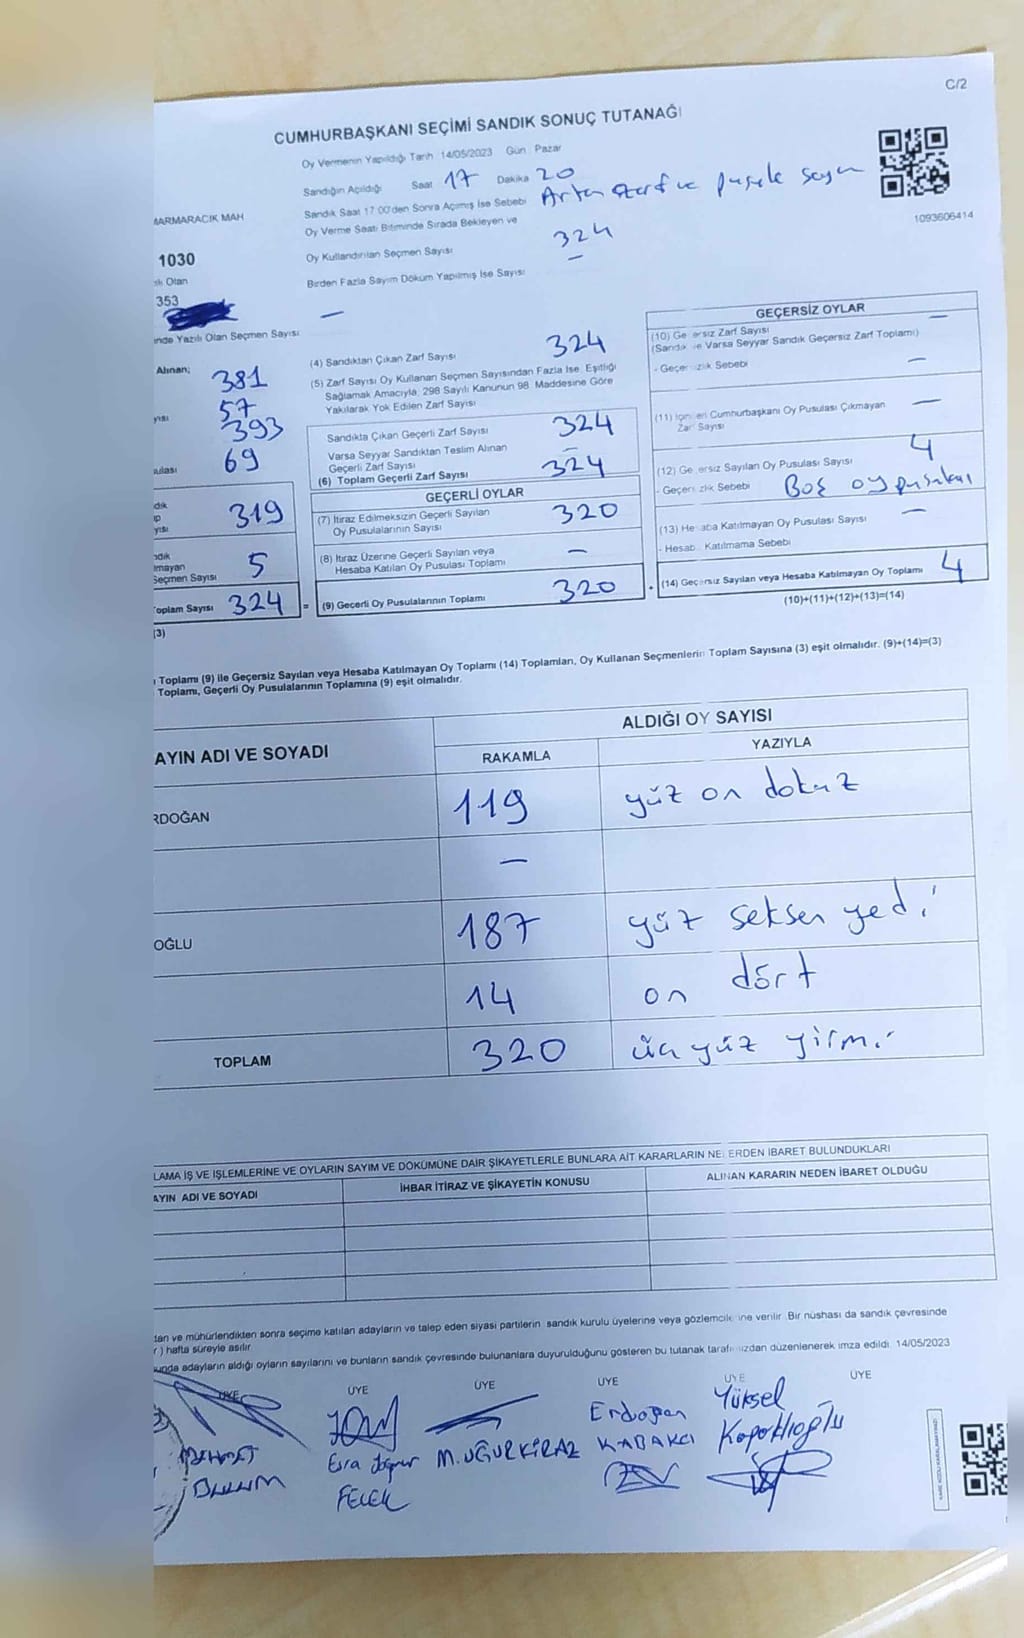 C/2
CUMHURBAŞKANI SEÇİMİ SANDIK SONUÇ TUTANAĞI
Oy Vermenin Yapıldığı Tarih :14/05/2023 Gün : Pazar
Sandığın Açıldığı Saat 17 Dakika 20
MARMARACIK MAH
Sandık Saat 17:00'den Sonra Açılmış İse Sebebi Artan zarf ve pusula sayım
Oy Verme Saati Bitiminde Sırada Bekleyen ve
Oy Kullandırılan Seçmen Sayısı 324
1093606414
1030
Birden Fazla Sayım Döküm Yapılmış İse Sayısı –
Olan
353
inde Yazılı Olan Seçmen Sayısı –
Alınan; 381
57
393
69
319
5
Seçmen Sayısı
Toplam Sayısı 324
(3)
(4) Sandıktan Çıkan Zarf Sayısı 324
(5) Zarf Sayısı Oy Kullanan Seçmen Sayısından Fazla İse, Eşitliği
Sağlamak Amacıyla, 298 Sayılı Kanunun 98. Maddesine Göre
Yakılarak Yok Edilen Zarf Sayısı
Sandıkta Çıkan Geçerli Zarf Sayısı 324
Varsa Seyyar Sandıktan Teslim Alınan
Geçerli Zarf Sayısı –
(6) Toplam Geçerli Zarf Sayısı 324
GEÇERLİ OYLAR
(7) İtiraz Edilmeksizin Geçerli Sayılan
Oy Pusulalarının Sayısı 320
(8) İtiraz Üzerine Geçerli Sayılan veya
Hesaba Katılan Oy Pusulası Toplamı –
= (9) Geçerli Oy Pusulalarının Toplamı 320
GEÇERSİZ OYLAR
(10) Geçersiz Zarf Sayısı –
(Sandık ve Varsa Seyyar Sandık Geçersiz Zarf Toplamı)
- Geçersizlik Sebebi –
(11) İçinden Cumhurbaşkanı Oy Pusulası Çıkmayan
Zarf Sayısı –
(12) Geçersiz Sayılan Oy Pusulası Sayısı 4
- Geçersizlik Sebebi Boş oy pusulası
(13) Hesaba Katılmayan Oy Pusulası Sayısı –
- Hesaba Katılmama Sebebi
+ (14) Geçersiz Sayılan veya Hesaba Katılmayan Oy Toplamı 4
(10)+(11)+(12)+(13)=(14)
Toplamı (9) ile Geçersiz Sayılan veya Hesaba Katılmayan Oy Toplamı (14) Toplamları, Oy Kullanan Seçmenlerin Toplam Sayısına (3) eşit olmalıdır. (9)+(14)=(3)
Toplamı, Geçerli Oy Pusulalarının Toplamına (9) eşit olmalıdır.
AYIN ADI VE SOYADI
ALDIĞI OY SAYISI
RAKAMLA YAZIYLA
RDOĞAN 119 yüz on dokuz
–
OĞLU 187 yüz seksen yedi
14 on dört
TOPLAM 320 üç yüz yirmi
LAMA İŞ VE İŞLEMLERİNE VE OYLARIN SAYIM VE DÖKÜMÜNE DAİR ŞİKAYETLERLE BUNLARA AİT KARARLARIN NELERDEN İBARET BULUNDUKLARI
AYIN ADI VE SOYADI İHBAR İTİRAZ VE ŞİKAYETİN KONUSU ALINAN KARARIN NEDEN İBARET OLDUĞU
tan ve mühürlendikten sonra seçime katılan adayların ve talep eden siyasi partilerin sandık kurulu üyelerine veya gözlemcilerine verilir. Bir nüshası da sandık çevresinde
r ) hafta süreyle asılır.
unda adayların aldığı oyların sayılarını ve bunların sandık çevresinde bulunanlara duyurulduğunu gösteren bu tutanak tarafımızdan düzenlenerek imza edildi. 14/05/2023
ÜYE ÜYE ÜYE ÜYE ÜYE ÜYE
MEHMET
Esra
FELEK
M. UĞUR KİRAZ
Erdoğan
KABAKCI
Yüksel